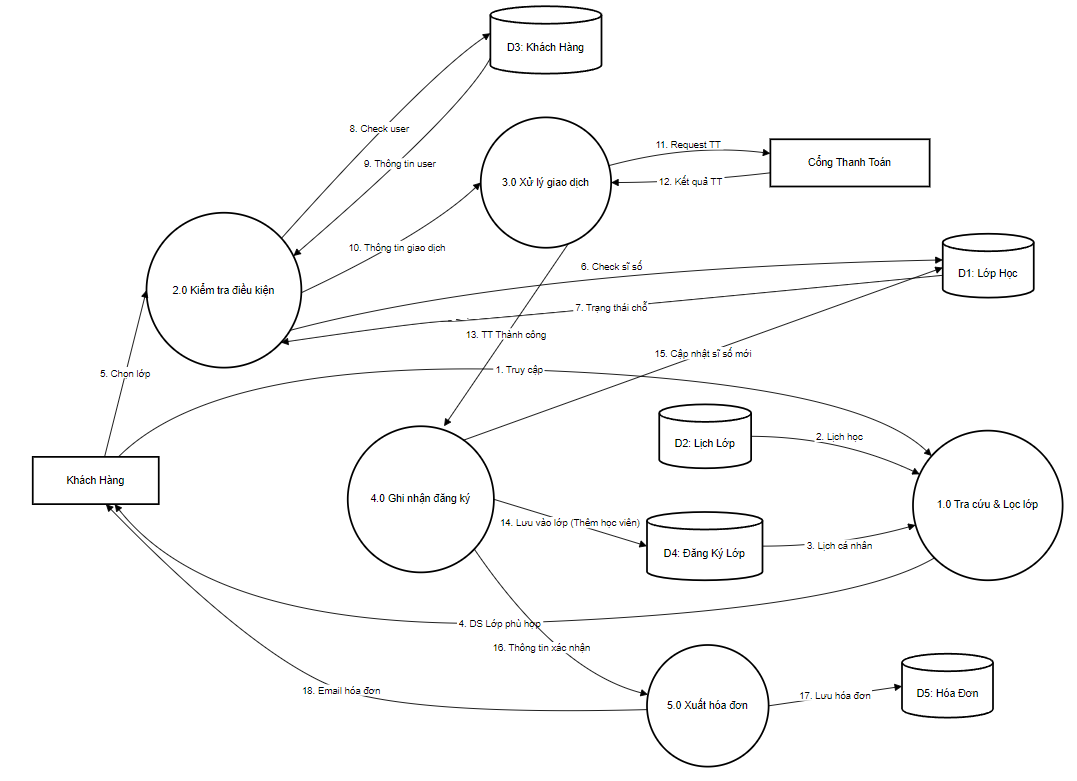 D3: Khách Hàng
8. Check user
11. Request TT
9. Thông tin user
Cổng Thanh Toán
3.0 Xử lý giao dịch
12. Kết quả TT
10. Thông tin giao dịch
6. Check sĩ số
D1: Lớp Học
2.0 Kiểm tra điều kiện
7. Trạng thái chỗ
13. TT Thành công
15. Cập nhật sĩ số mới
5. Chọn lớp
1. Truy cập
D2: Lịch Lớp
2. Lịch học
Khách Hàng
4.0 Ghi nhận đăng ký
1.0 Tra cứu & Lọc lớp
14. Lưu vào lớp (Thêm học viên)
3. Lịch cá nhân
D4: Đăng Ký Lớp
4. DS Lớp phù hợp
16. Thông tin xác nhận
18. Email hóa đơn
17. Lưu hóa đơn
D5: Hóa Đơn
5.0 Xuất hóa đơn